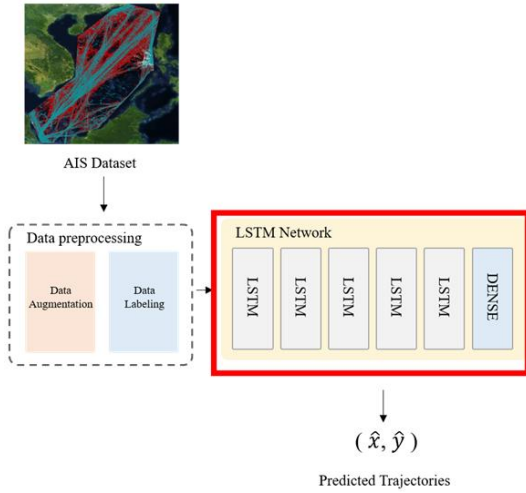 AIS Dataset
Data preprocessing
Data
Augmentation
Data
Labeling
LSTM Network
LSTM
LSTM
LSTM
LSTM
LSTM
DENSE
( x̂, ŷ )
Predicted Trajectories